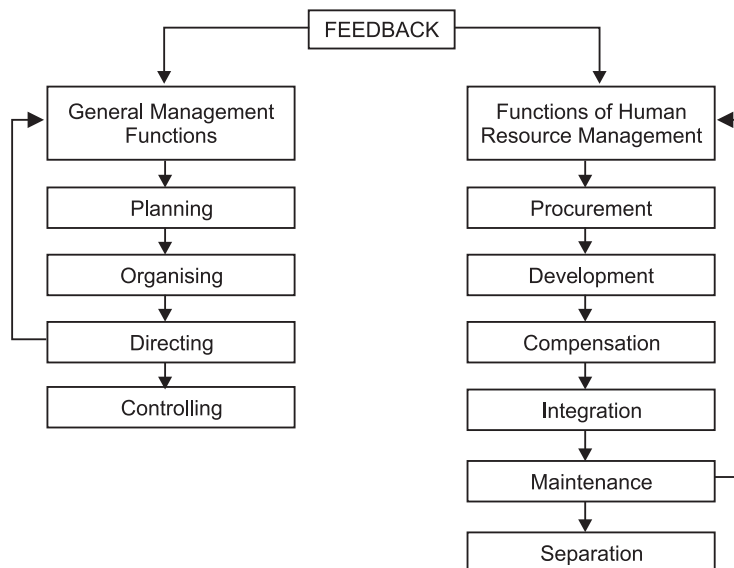 FEEDBACK
General Management
Functions
Planning
Organising
Directing
Controlling
Functions of Human
Resource Management
Procurement
Development
Compensation
Integration
Maintenance
Separation